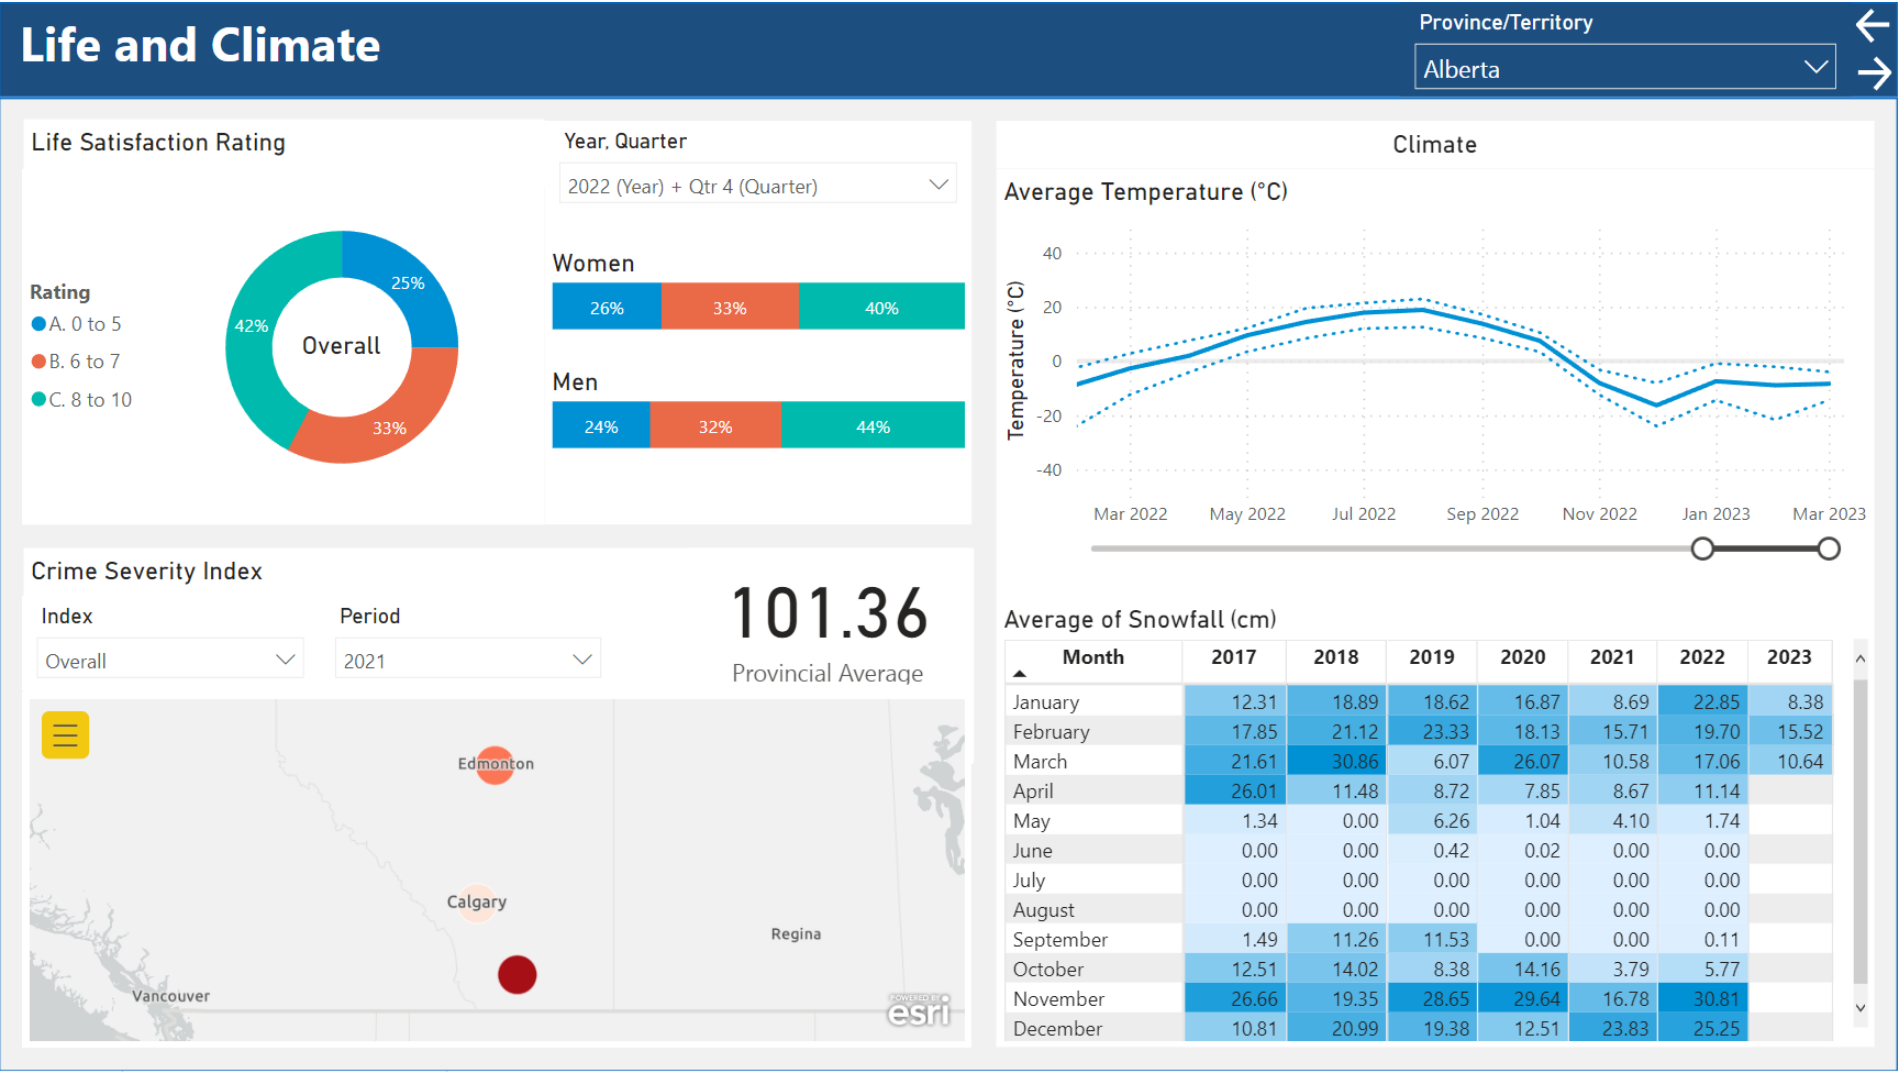 Life and Climate
Province/Territory
Alberta
Life Satisfaction Rating
Year, Quarter
2022 (Year) + Qtr 4 (Quarter)
Rating
A. 0 to 5
B. 6 to 7
C. 8 to 10
25%
42%
33%
Overall
Women
26% 33% 40%
Men
24% 32% 44%
Crime Severity Index
Index
Overall
Period
2021
101.36
Provincial Average
Edmonton
Calgary
Regina
Vancouver
POWERED BY
esri
Climate
Average Temperature (°C)
Temperature (°C)
40
20
0
-20
-40
Mar 2022 May 2022 Jul 2022 Sep 2022 Nov 2022 Jan 2023 Mar 2023
Average of Snowfall (cm)
Month 2017 2018 2019 2020 2021 2022 2023
January 12.31 18.89 18.62 16.87 8.69 22.85 8.38
February 17.85 21.12 23.33 18.13 15.71 19.70 15.52
March 21.61 30.86 6.07 26.07 10.58 17.06 10.64
April 26.01 11.48 8.72 7.85 8.67 11.14
May 1.34 0.00 6.26 1.04 4.10 1.74
June 0.00 0.00 0.42 0.02 0.00 0.00
July 0.00 0.00 0.00 0.00 0.00 0.00
August 0.00 0.00 0.00 0.00 0.00 0.00
September 1.49 11.26 11.53 0.00 0.00 0.11
October 12.51 14.02 8.38 14.16 3.79 5.77
November 26.66 19.35 28.65 29.64 16.78 30.81
December 10.81 20.99 19.38 12.51 23.83 25.25